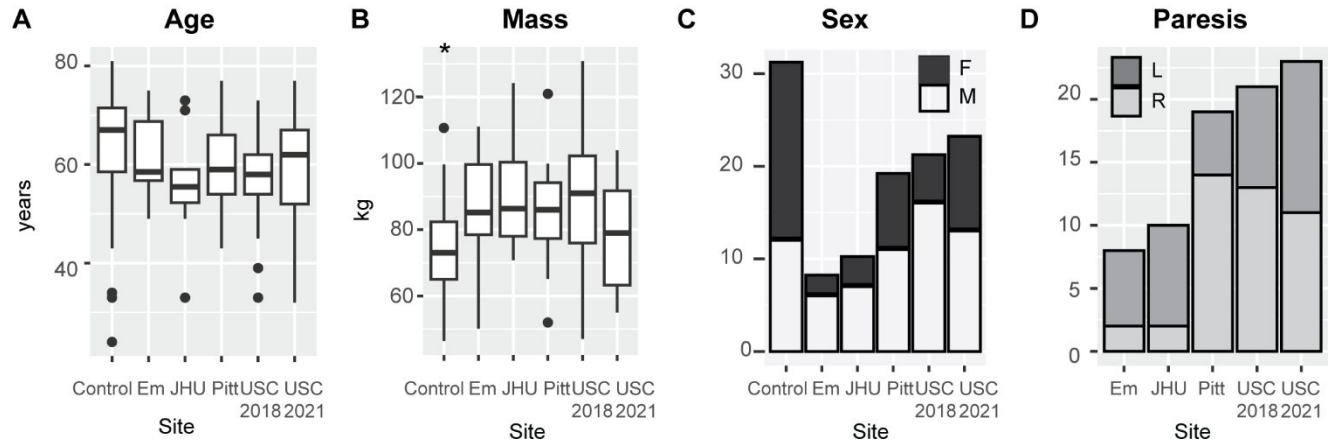 A Age
years
80
60
40
Control Em JHU Pitt USC USC
2018 2021
Site
B Mass
*
kg
120
100
80
60
Control Em JHU Pitt USC USC
2018 2021
Site
C Sex
F
M
30
20
10
0
Control Em JHU Pitt USC USC
2018 2021
Site
D Paresis
L
R
20
15
10
5
0
Em JHU Pitt USC USC
2018 2021
Site